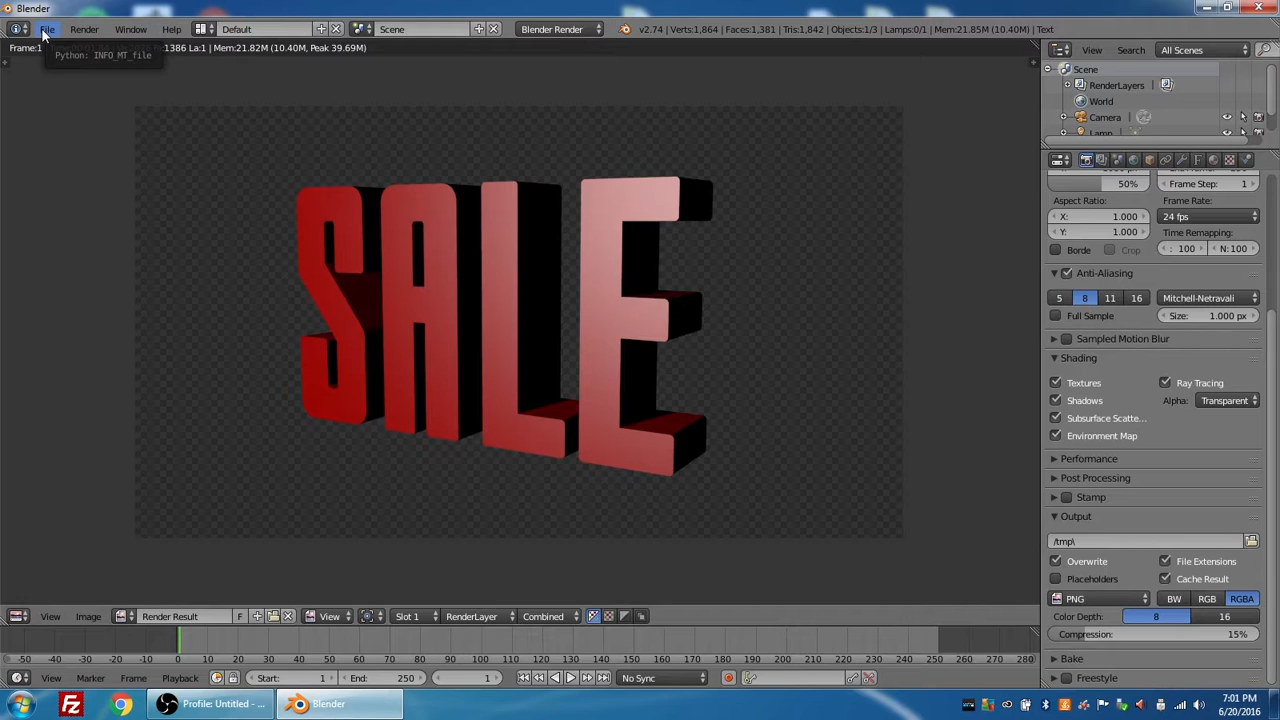 Blender
File Render Window Help Default Scene Blender Render v2.74 | Verts:1,864 | Faces:1,381 | Tris:1,842 | Objects:1/3 | Lamps:0/1 | Mem:21.85M (10.40M) | Text
Frame:1 1386 La:1 | Mem:21.82M (10.40M, Peak 39.69M)
Python: INFO_MT_file
View Search All Scenes
Scene
RenderLayers
World
Camera
Lamp
50% Frame Step: 1
Aspect Ratio: Frame Rate:
X: 1.000 24 fps
Y: 1.000 Time Remapping:
Borde Crop : 100 N:100
Anti-Aliasing
5 8 11 16 Mitchell-Netravali
Full Sample Size: 1.000 px
Sampled Motion Blur
Shading
Textures Ray Tracing
Shadows Alpha: Transparent
Subsurface Scatte...
Environment Map
Performance
Post Processing
Stamp
Output
/tmp\
Overwrite File Extensions
Placeholders Cache Result
PNG BW RGB RGBA
Color Depth: 8 16
Compression: 15%
Bake
Freestyle
SALE
View Image Render Result F View Slot 1 RenderLayer Combined
-50 -40 -30 -20 -10 0 10 20 30 40 50 60 70 80 90 100 110 120 130 140 150 160 170 180 190 200 210 220 230 240 250 260 270 280
View Marker Frame Playback Start: 1 End: 250 1 No Sync
Profile: Untitled - ... Blender
7:01 PM
6/20/2016